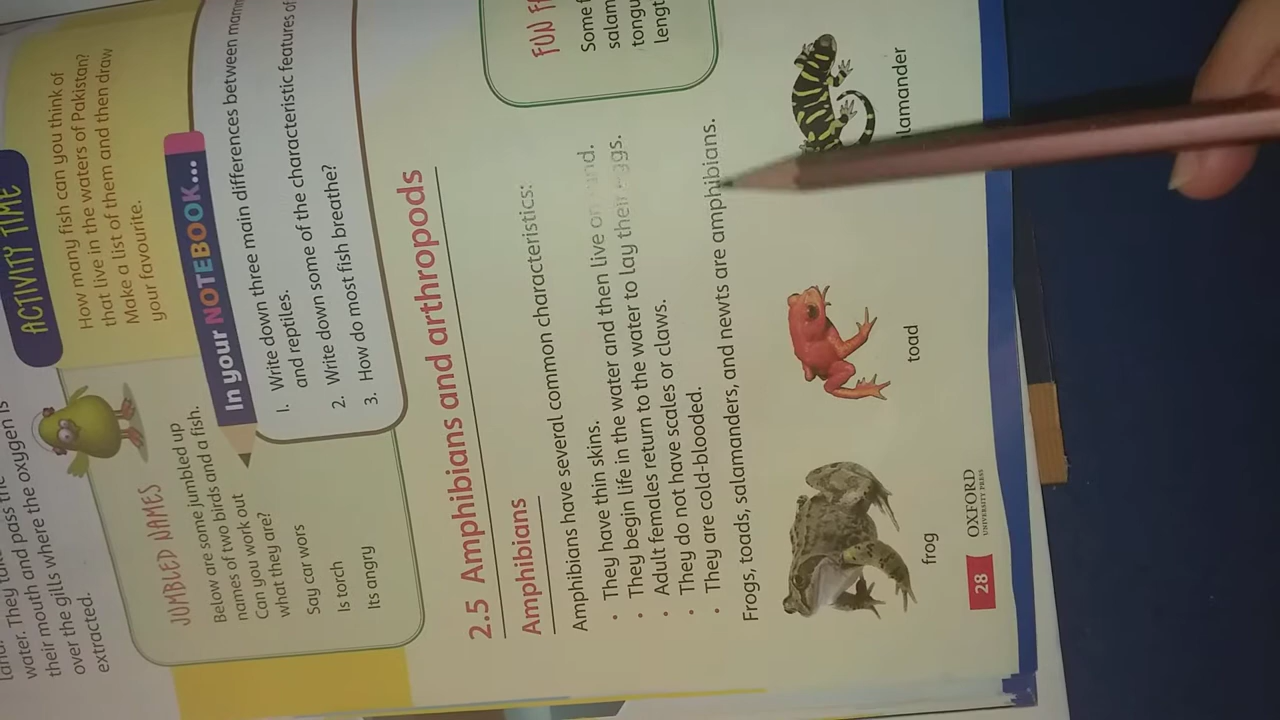 land.
water. They take
their mouth and pass the
over the gills where the oxygen is
extracted.
JUMBLED NAMES
Below are some jumbled up
names of two birds and a fish.
Can you work out
what they are?
Say car wors
Is torch
Its angry
ACTIVITY TIME
How many fish can you think of
that live in the waters of Pakistan?
Make a list of them and then draw
your favourite.
In your NOTEBOOK...
1. Write down three main differences between
and reptiles.
2. Write down some of the characteristic features of
3. How do most fish breathe?
2.5 Amphibians and arthropods
Amphibians
Amphibians have several common characteristics:
• They have thin skins.
• They begin life in the water and then live on land.
• Adult females return to the water to lay their eggs.
• They do not have scales or claws.
• They are cold-blooded.
Frogs, toads, salamanders, and newts are amphibians.
FUN
Some
frog
toad
lamander
28
OXFORD
UNIVERSITY PRESS